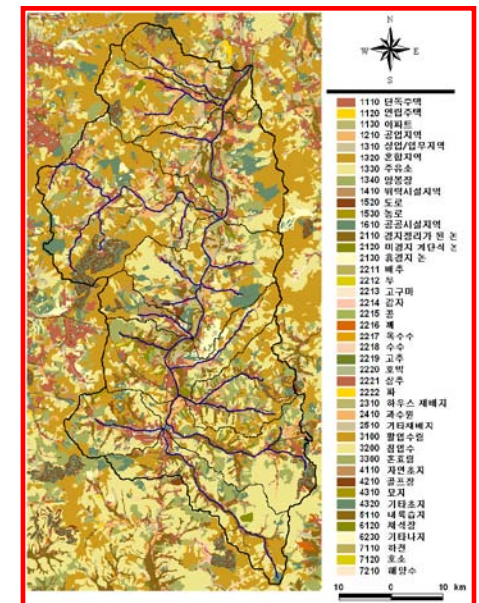 N
W E
S
1110 단독주택
1120 연립주택
1130 아파트
1210 공업지역
1310 상업/업무지역
1320 혼합지역
1330 주유소
1340 양봉장
1410 위락시설지역
1520 도로
1530 농로
1610 공공시설지역
2110 경지정리가 된 논
2120 미경지 계단식 논
2130 휴경지 논
2211 배추
2212 무
2213 고구마
2214 감자
2215 콩
2216 깨
2217 옥수수
2218 수수
2219 고추
2220 호박
2221 상추
2222 파
2310 하우스 재배지
2410 과수원
2510 기타재배지
3100 활엽수림
3200 침엽수
3300 혼효림
4110 자연초지
4210 골프장
4310 묘지
4320 기타초지
5110 내륙습지
6120 채석장
6230 기타나지
7110 하천
7120 호소
7210 해양수
10 0 10 km